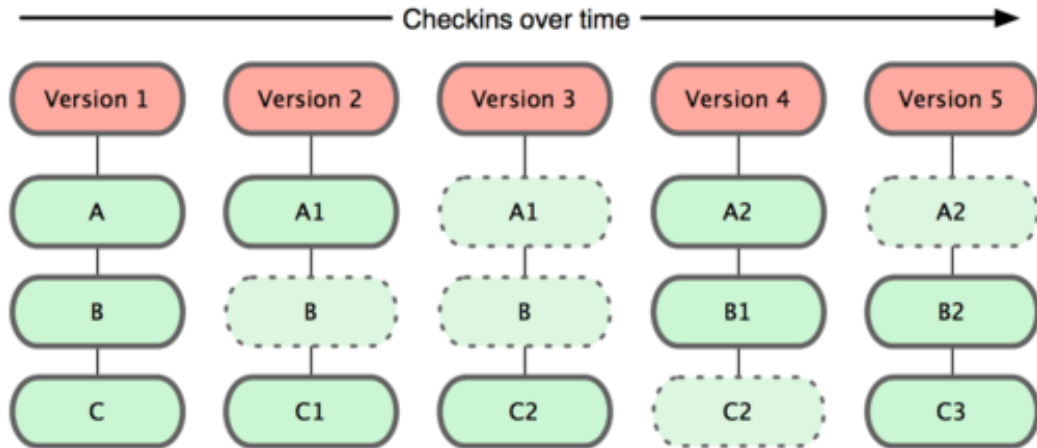 Checkins over time
Version 1 Version 2 Version 3 Version 4 Version 5
A A1 A1 A2 A2
B B B B1 B2
C C1 C2 C2 C3